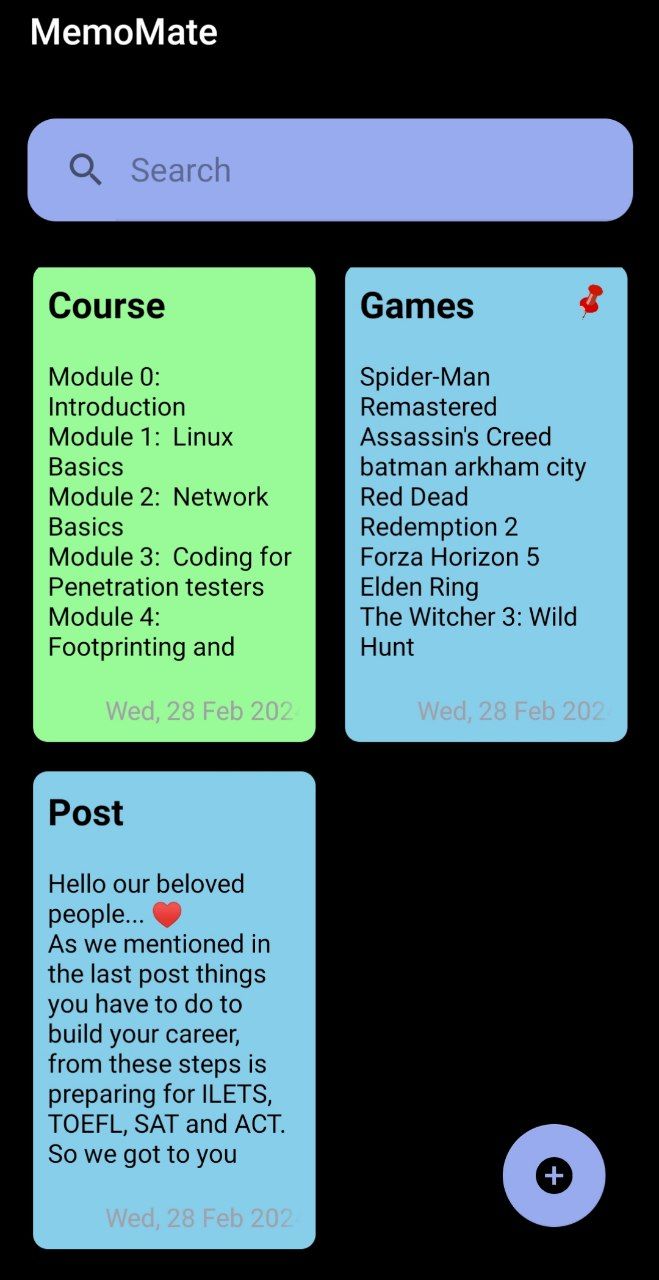 MemoMate
Search
Course
Module 0:
Introduction
Module 1:  Linux
Basics
Module 2:  Network
Basics
Module 3:  Coding for
Penetration testers
Module 4:
Footprinting and
Wed, 28 Feb 2024
Games
Spider-Man
Remastered
Assassin's Creed
batman arkham city
Red Dead
Redemption 2
Forza Horizon 5
Elden Ring
The Witcher 3: Wild
Hunt
Wed, 28 Feb 202
Post
Hello our beloved
people... ❤️
As we mentioned in
the last post things
you have to do to
build your career,
from these steps is
preparing for ILETS,
TOEFL, SAT and ACT.
So we got to you
Wed, 28 Feb 202